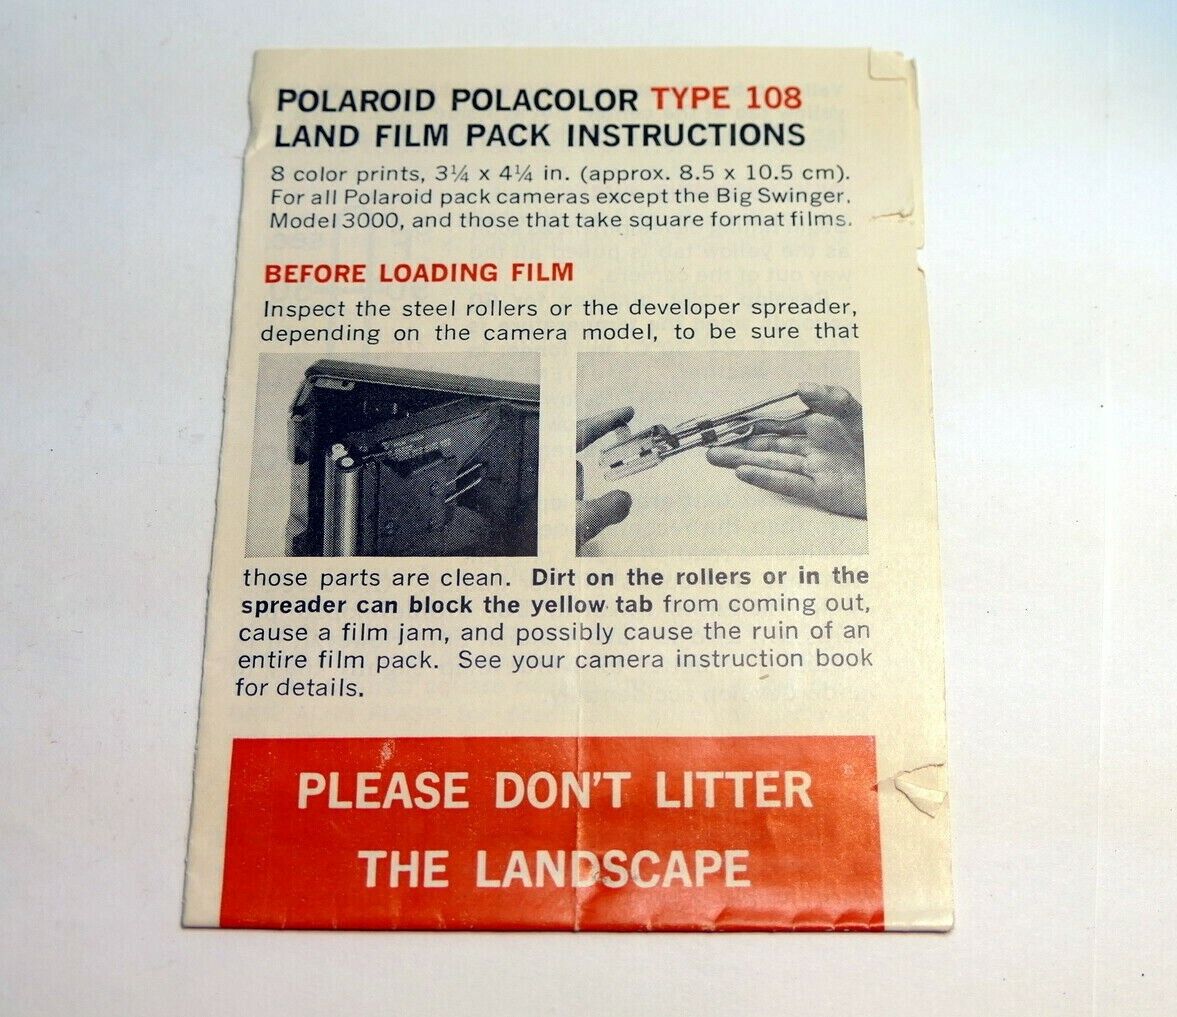 POLAROID POLACOLOR TYPE 108
LAND FILM PACK INSTRUCTIONS
8 color prints, 3¼ x 4¼ in. (approx. 8.5 x 10.5 cm).
For all Polaroid pack cameras except the Big Swinger,
Model 3000, and those that take square format films.
BEFORE LOADING FILM
Inspect the steel rollers or the developer spreader,
depending on the camera model, to be sure that
those parts are clean. Dirt on the rollers or in the
spreader can block the yellow tab from coming out,
cause a film jam, and possibly cause the ruin of an
entire film pack. See your camera instruction book
for details.
PLEASE DON'T LITTER
THE LANDSCAPE